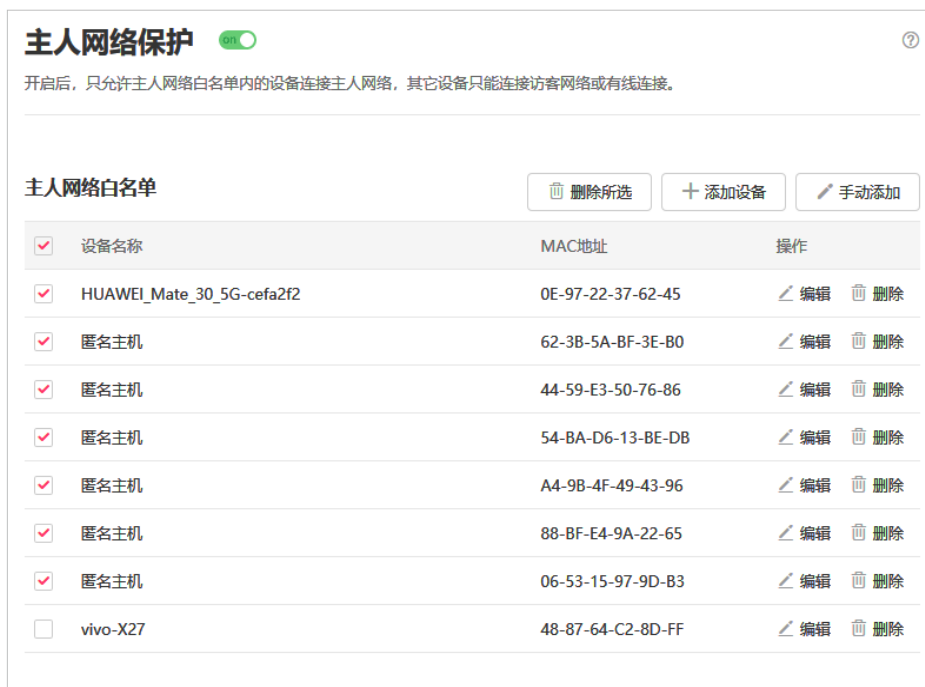 主人网络保护 on
开启后，只允许主人网络白名单内的设备连接主人网络，其它设备只能连接访客网络或有线连接。
主人网络白名单 删除所选 添加设备 手动添加
设备名称 MAC地址 操作
HUAWEI_Mate_30_5G-cefa2f2 0E-97-22-37-62-45 编辑 删除
匿名主机 62-3B-5A-BF-3E-B0 编辑 删除
匿名主机 44-59-E3-50-76-86 编辑 删除
匿名主机 54-BA-D6-13-BE-DB 编辑 删除
匿名主机 A4-9B-4F-49-43-96 编辑 删除
匿名主机 88-BF-E4-9A-22-65 编辑 删除
匿名主机 06-53-15-97-9D-B3 编辑 删除
vivo-X27 48-87-64-C2-8D-FF 编辑 删除